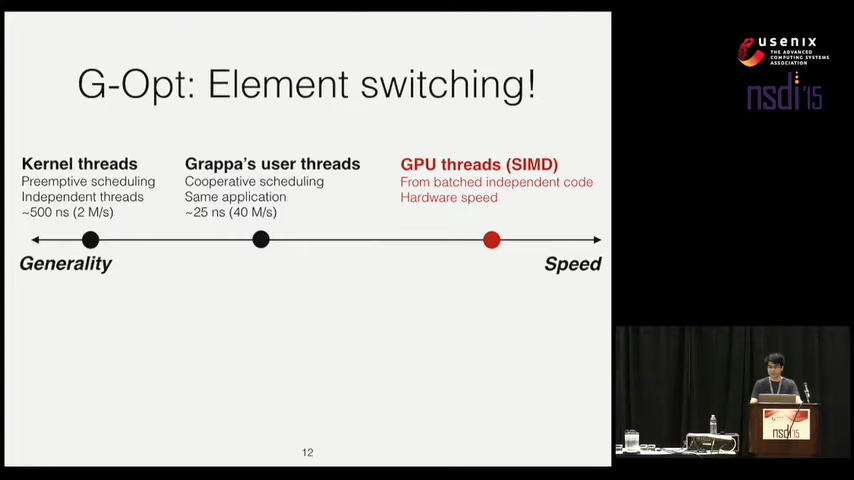 G-Opt: Element switching!
Kernel threads
Preemptive scheduling
Independent threads
~500 ns (2 M/s)
Grappa's user threads
Cooperative scheduling
Same application
~25 ns (40 M/s)
GPU threads (SIMD)
From batched independent code
Hardware speed
Generality
Speed
12
usenix
THE ADVANCED
COMPUTING SYSTEMS
ASSOCIATION
nsdi'15
nsdi'15